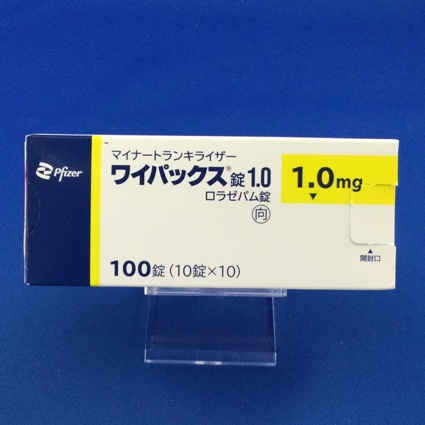 Pfizer
マイナートランキライザー
ワイパックス®錠1.0
ロラゼパム錠
向
1.0mg
▼
▲
開封口
100錠(10錠×10)